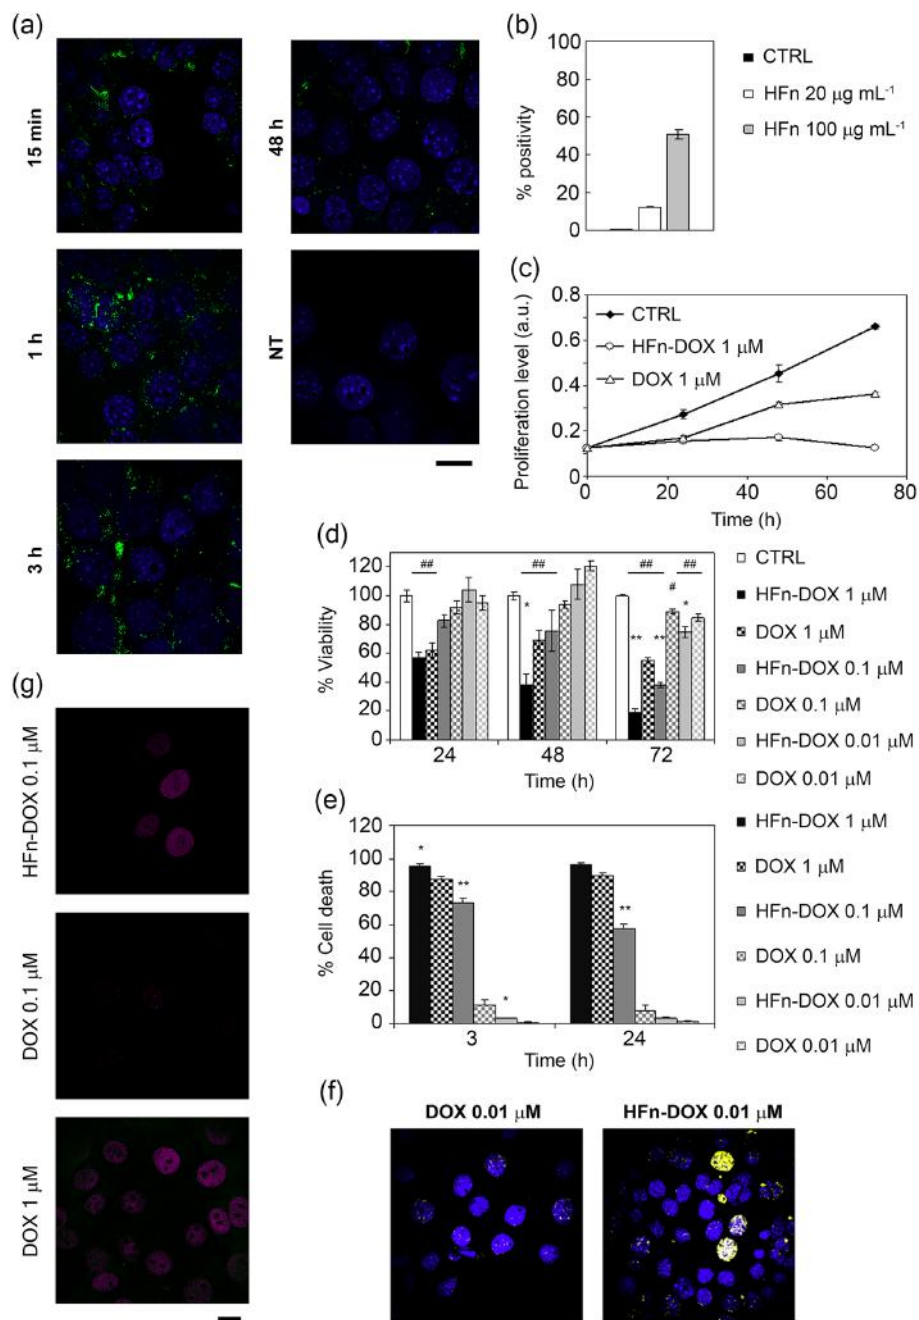 (a)
15 min
48 h
1 h
NT
3 h
(b)
100
80
60
40
20
0
% positivity
CTRL
HFn 20 µg mL-1
HFn 100 µg mL-1
(c)
0.8
0.6
0.4
0.2
0
Proliferation level (a.u.)
CTRL
HFn-DOX 1 µM
DOX 1 µM
0 20 40 60 80
Time (h)
(d)
120
100
80
60
40
20
0
% Viability
## ## ## # ##
* ** ** *
24 48 72
Time (h)
CTRL
HFn-DOX 1 µM
DOX 1 µM
HFn-DOX 0.1 µM
DOX 0.1 µM
HFn-DOX 0.01 µM
DOX 0.01 µM
(e)
120
100
80
60
40
20
0
% Cell death
* ** * **
3 24
Time (h)
HFn-DOX 1 µM
DOX 1 µM
HFn-DOX 0.1 µM
DOX 0.1 µM
HFn-DOX 0.01 µM
DOX 0.01 µM
(f)
DOX 0.01 µM
HFn-DOX 0.01 µM
(g)
HFn-DOX 0.1 µM
DOX 0.1 µM
DOX 1 µM